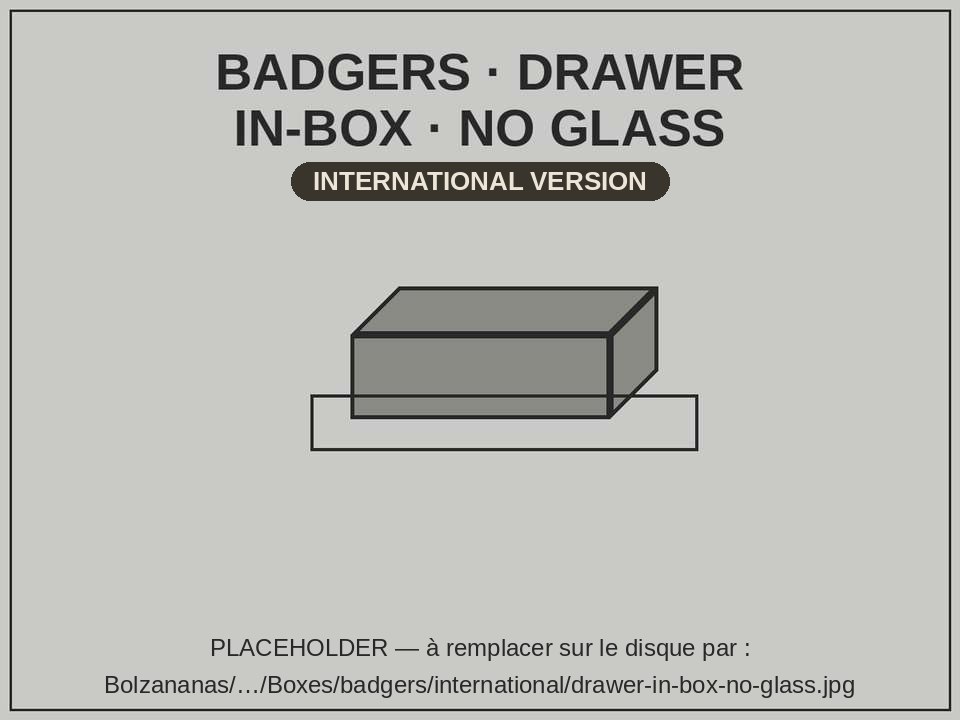 BADGERS · DRAWER
IN-BOX · NO GLASS
INTERNATIONAL VERSION
PLACEHOLDER — à remplacer sur le disque par :
Bolzananas/…/Boxes/badgers/international/drawer-in-box-no-glass.jpg